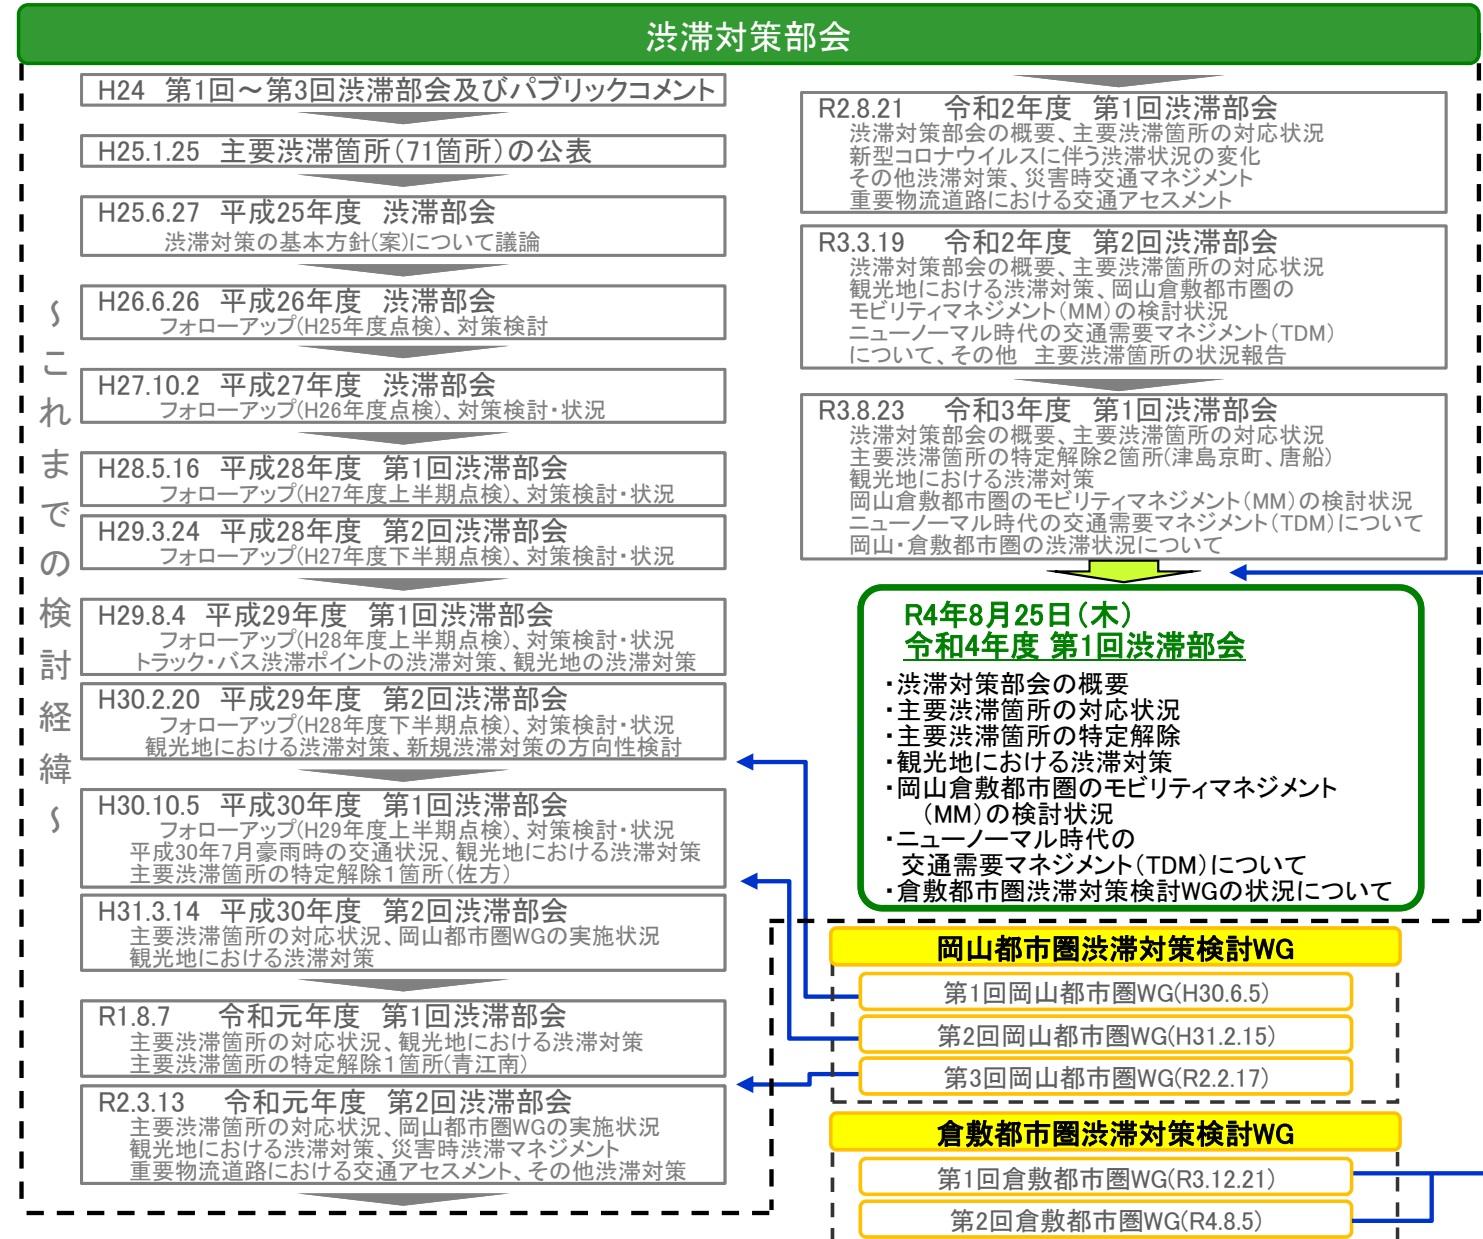 渋滞対策部会
～これまでの検討経緯～
H24 第1回～第3回渋滞部会及びパブリックコメント
H25.1.25 主要渋滞箇所(71箇所)の公表
H25.6.27 平成25年度 渋滞部会
渋滞対策の基本方針(案)について議論
H26.6.26 平成26年度 渋滞部会
フォローアップ(H25年度点検)、対策検討
H27.10.2 平成27年度 渋滞部会
フォローアップ(H26年度点検)、対策検討・状況
H28.5.16 平成28年度 第1回渋滞部会
フォローアップ(H27年度上半期点検)、対策検討・状況
H29.3.24 平成28年度 第2回渋滞部会
フォローアップ(H27年度下半期点検)、対策検討・状況
H29.8.4 平成29年度 第1回渋滞部会
フォローアップ(H28年度上半期点検)、対策検討・状況
トラック・バス渋滞ポイントの渋滞対策、観光地の渋滞対策
H30.2.20 平成29年度 第2回渋滞部会
フォローアップ(H28年度下半期点検)、対策検討・状況
観光地における渋滞対策、新規渋滞対策の方向性検討
H30.10.5 平成30年度 第1回渋滞部会
フォローアップ(H29年度上半期点検)、対策検討・状況
平成30年7月豪雨時の交通状況、観光地における渋滞対策
主要渋滞箇所の特定解除1箇所(佐方)
H31.3.14 平成30年度 第2回渋滞部会
主要渋滞箇所の対応状況、岡山都市圏WGの実施状況
観光地における渋滞対策
R1.8.7 令和元年度 第1回渋滞部会
主要渋滞箇所の対応状況、観光地における渋滞対策
主要渋滞箇所の特定解除1箇所(青江南)
R2.3.13 令和元年度 第2回渋滞部会
主要渋滞箇所の対応状況、岡山都市圏WGの実施状況
観光地における渋滞対策、災害時渋滞マネジメント
重要物流道路における交通アセスメント、その他渋滞対策
R2.8.21 令和2年度 第1回渋滞部会
渋滞対策部会の概要、主要渋滞箇所の対応状況
新型コロナウイルスに伴う渋滞状況の変化
その他渋滞対策、災害時交通マネジメント
重要物流道路における交通アセスメント
R3.3.19 令和2年度 第2回渋滞部会
渋滞対策部会の概要、主要渋滞箇所の対応状況
観光地における渋滞対策、岡山倉敷都市圏の
モビリティマネジメント(MM)の検討状況
ニューノーマル時代の交通需要マネジメント(TDM)
について、その他 主要渋滞箇所の状況報告
R3.8.23 令和3年度 第1回渋滞部会
渋滞対策部会の概要、主要渋滞箇所の対応状況
主要渋滞箇所の特定解除2箇所(津島京町、唐船)
観光地における渋滞対策
岡山倉敷都市圏のモビリティマネジメント(MM)の検討状況
ニューノーマル時代の交通需要マネジメント(TDM)について
岡山・倉敷都市圏の渋滞状況について
R4年8月25日(木)
令和4年度 第1回渋滞部会
・渋滞対策部会の概要
・主要渋滞箇所の対応状況
・主要渋滞箇所の特定解除
・観光地における渋滞対策
・岡山倉敷都市圏のモビリティマネジメント
(MM)の検討状況
・ニューノーマル時代の
交通需要マネジメント(TDM)について
・倉敷都市圏渋滞対策検討WGの状況について
岡山都市圏渋滞対策検討WG
第1回岡山都市圏WG(H30.6.5)
第2回岡山都市圏WG(H31.2.15)
第3回岡山都市圏WG(R2.2.17)
倉敷都市圏渋滞対策検討WG
第1回倉敷都市圏WG(R3.12.21)
第2回倉敷都市圏WG(R4.8.5)